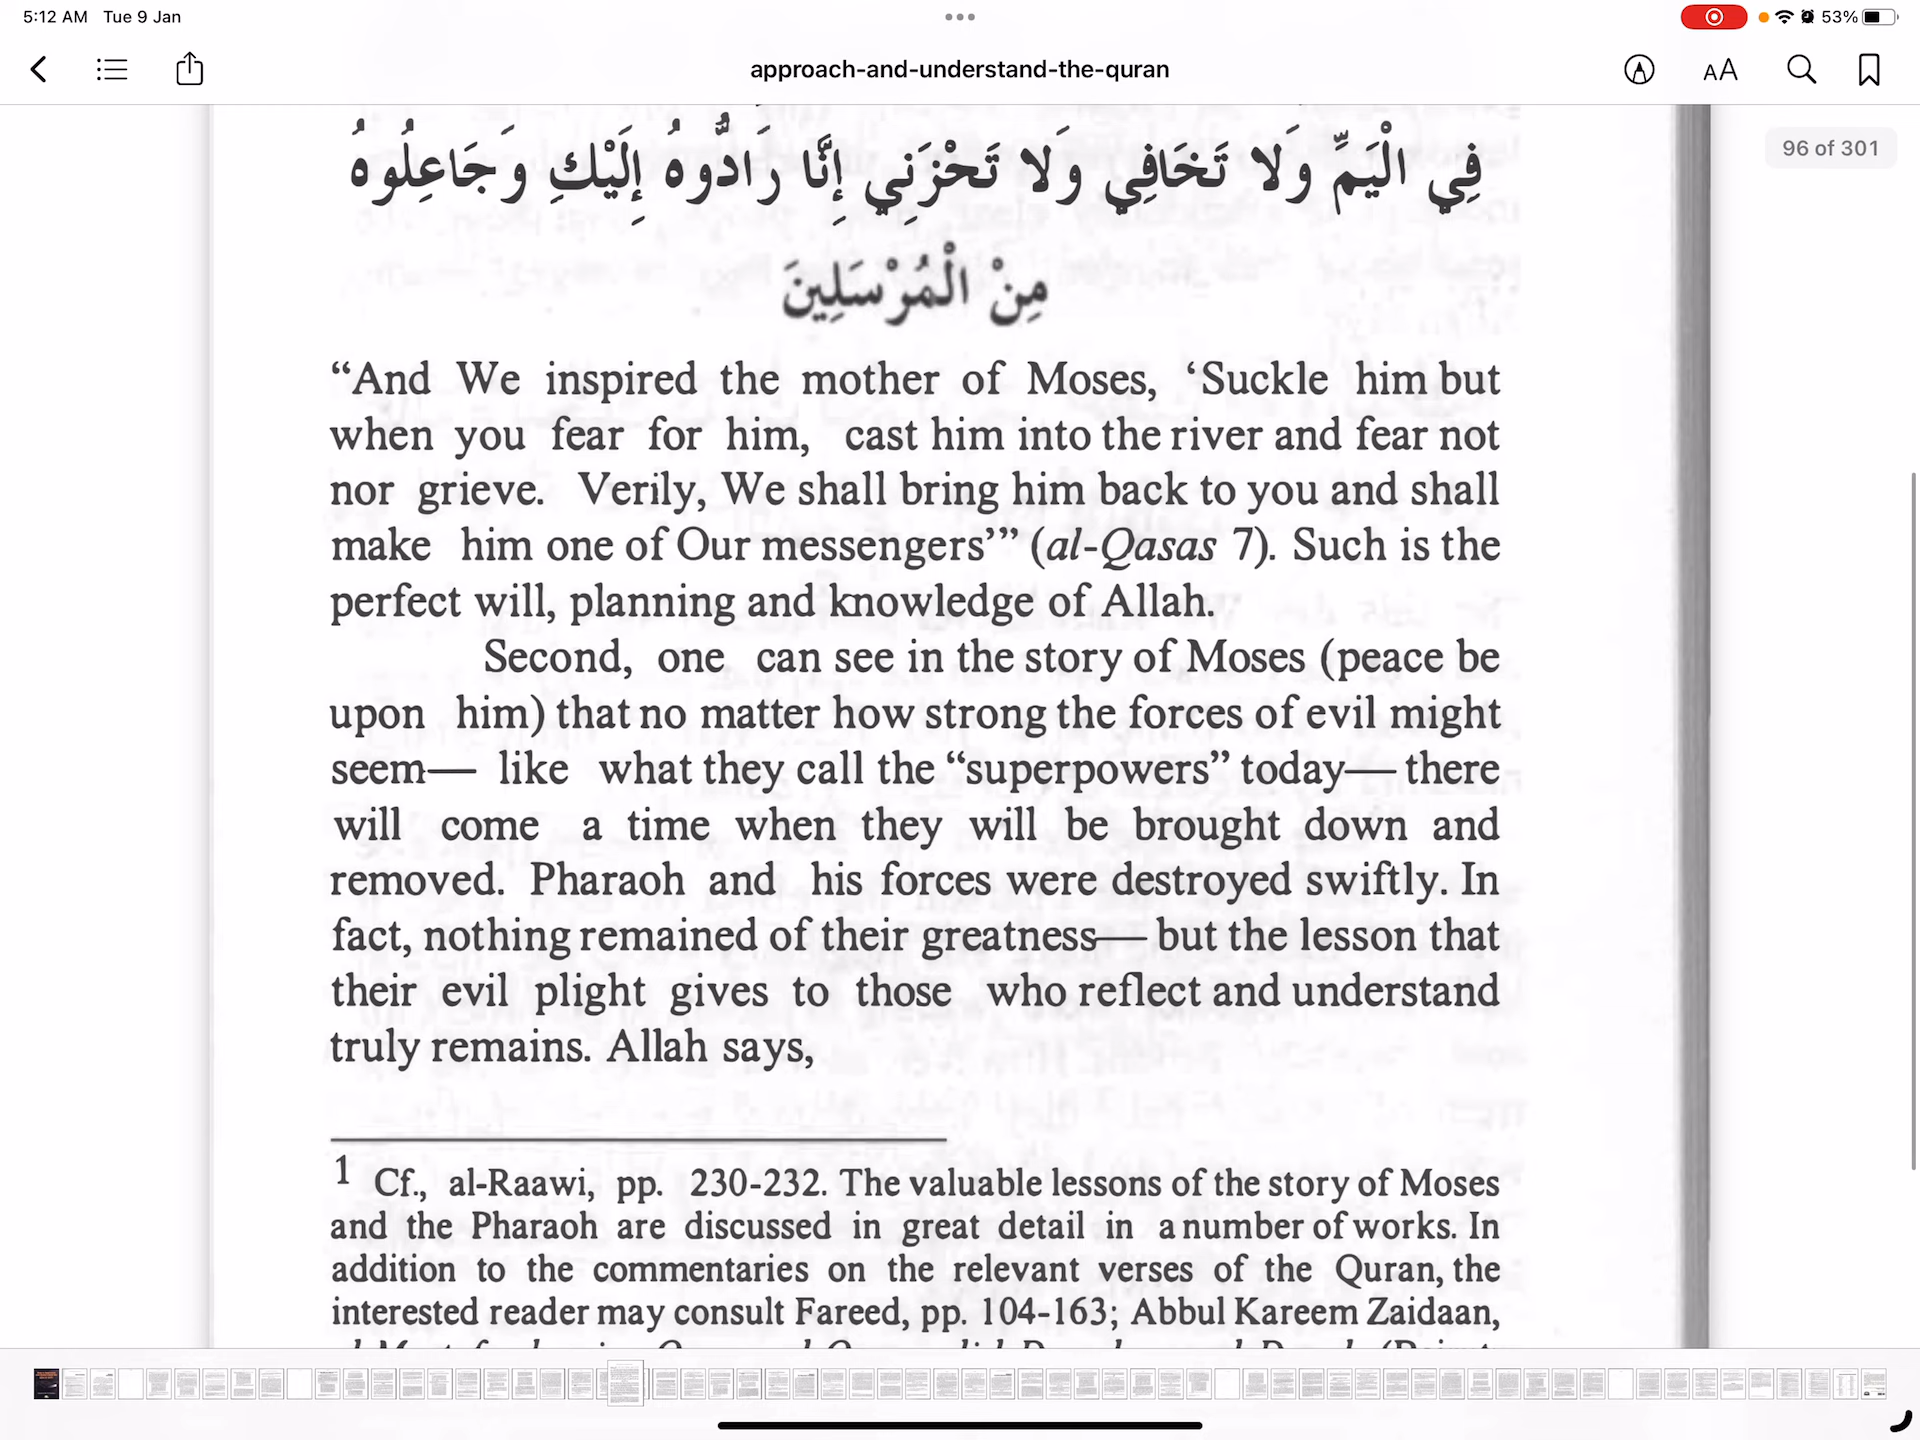 5:12 AM Tue 9 Jan
53%
approach-and-understand-the-quran
AA
96 of 301
فِي الْيَمِّ وَلَا تَخَافِي وَلَا تَحْزَنِي إِنَّا رَادُّوهُ إِلَيْكِ وَجَاعِلُوهُ
مِنْ الْمُرْسَلِينَ
“And We inspired the mother of Moses, ‘Suckle him but
when you fear for him, cast him into the river and fear not
nor grieve. Verily, We shall bring him back to you and shall
make him one of Our messengers’” (al-Qasas 7). Such is the
perfect will, planning and knowledge of Allah.
Second, one can see in the story of Moses (peace be
upon him) that no matter how strong the forces of evil might
seem— like what they call the “superpowers” today— there
will come a time when they will be brought down and
removed. Pharaoh and his forces were destroyed swiftly. In
fact, nothing remained of their greatness— but the lesson that
their evil plight gives to those who reflect and understand
truly remains. Allah says,
1 Cf., al-Raawi, pp. 230-232. The valuable lessons of the story of Moses
and the Pharaoh are discussed in great detail in a number of works. In
addition to the commentaries on the relevant verses of the Quran, the
interested reader may consult Fareed, pp. 104-163; Abbul Kareem Zaidaan,